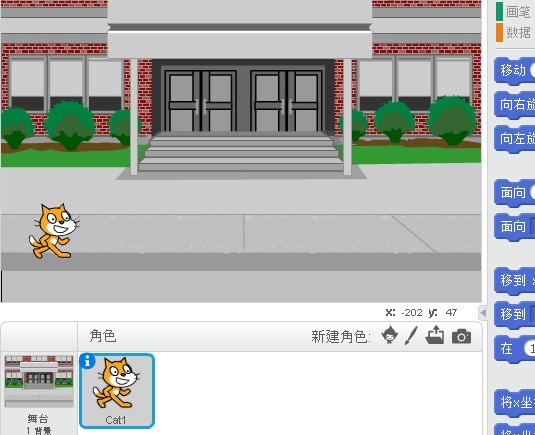 画笔
数据
移动
向右旋
向左旋
面向
面向
移到 x
移到
在 1
将x坐标
x: -202 y: 47
角色
新建角色:
舞台
1 背景
Cat1